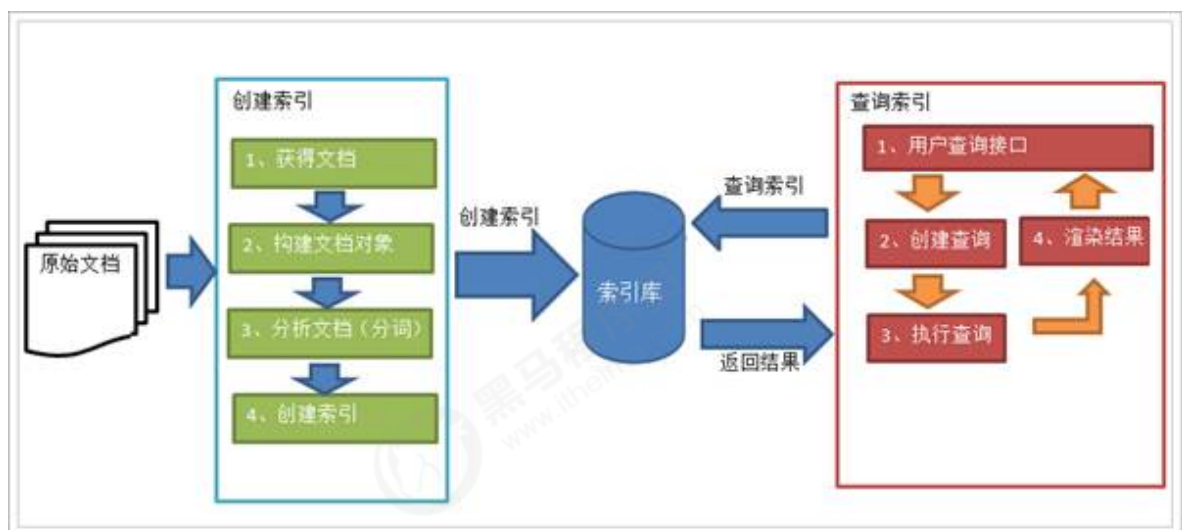 创建索引
1、获得文档
2、构建文档对象
3、分析文档（分词）
4、创建索引
原始文档
创建索引
索引库
查询索引
返回结果
查询索引
1、用户查询接口
2、创建查询
4、渲染结果
3、执行查询